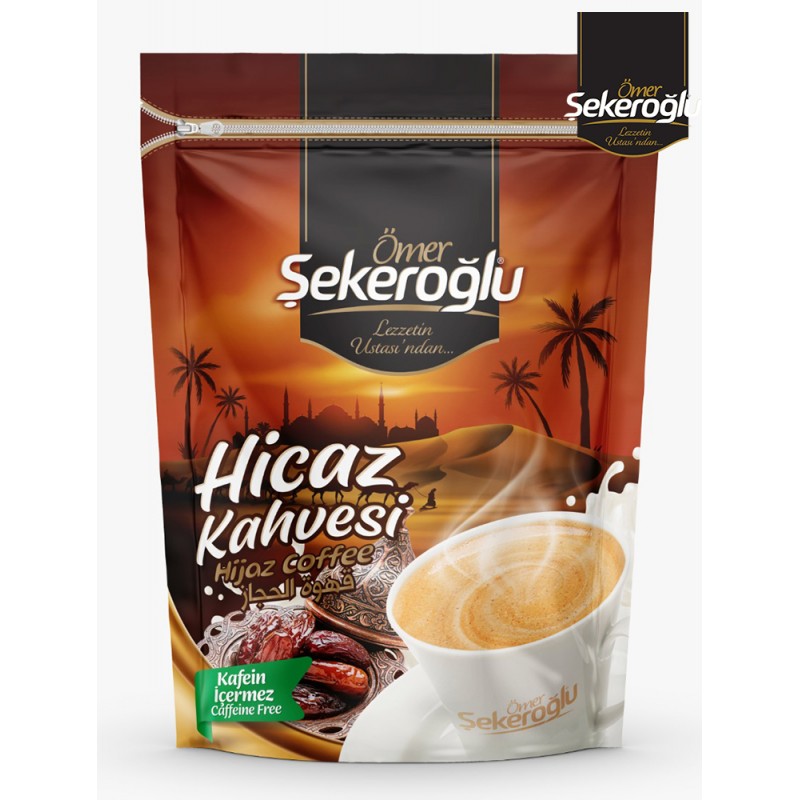 Ömer
Şekeroğlu
Lezzetin
Ustası'ndan...
Ömer
Şekeroğlu®
Lezzetin
Ustası'ndan...
Hicaz
Kahvesi
Hijaz Coffee
قهوة الحجاز
Kafein
İçermez
Caffeine Free
Ömer
Şekeroğlu